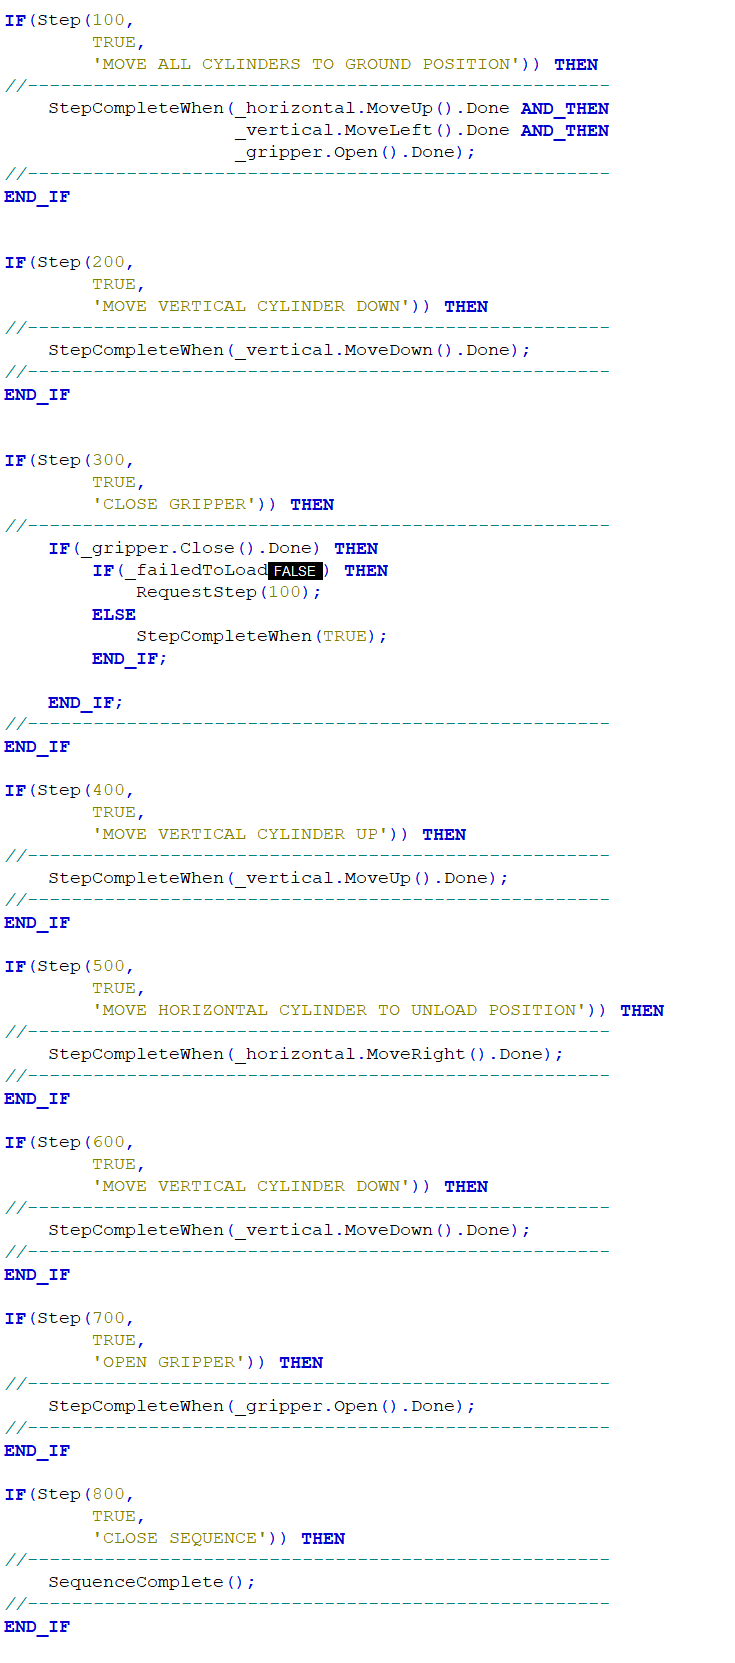 IF(Step(100,
        TRUE,
        'MOVE ALL CYLINDERS TO GROUND POSITION')) THEN
//-----------------------------------------------------
    StepCompleteWhen(_horizontal.MoveUp().Done AND_THEN
                     _vertical.MoveLeft().Done AND_THEN
                     _gripper.Open().Done);
//-----------------------------------------------------
END_IF
IF(Step(200,
        TRUE,
        'MOVE VERTICAL CYLINDER DOWN')) THEN
//-----------------------------------------------------
    StepCompleteWhen(_vertical.MoveDown().Done);
//-----------------------------------------------------
END_IF
IF(Step(300,
        TRUE,
        'CLOSE GRIPPER')) THEN
//-----------------------------------------------------
    IF(_gripper.Close().Done) THEN
        IF(_failedToLoad FALSE ) THEN
            RequestStep(100);
        ELSE
            StepCompleteWhen(TRUE);
        END_IF;
    END_IF;
//-----------------------------------------------------
END_IF
IF(Step(400,
        TRUE,
        'MOVE VERTICAL CYLINDER UP')) THEN
//-----------------------------------------------------
    StepCompleteWhen(_vertical.MoveUp().Done);
//-----------------------------------------------------
END_IF
IF(Step(500,
        TRUE,
        'MOVE HORIZONTAL CYLINDER TO UNLOAD POSITION')) THEN
//-----------------------------------------------------
    StepCompleteWhen(_horizontal.MoveRight().Done);
//-----------------------------------------------------
END_IF
IF(Step(600,
        TRUE,
        'MOVE VERTICAL CYLINDER DOWN')) THEN
//-----------------------------------------------------
    StepCompleteWhen(_vertical.MoveDown().Done);
//-----------------------------------------------------
END_IF
IF(Step(700,
        TRUE,
        'OPEN GRIPPER')) THEN
//-----------------------------------------------------
    StepCompleteWhen(_gripper.Open().Done);
//-----------------------------------------------------
END_IF
IF(Step(800,
        TRUE,
        'CLOSE SEQUENCE')) THEN
//-----------------------------------------------------
    SequenceComplete();
//-----------------------------------------------------
END_IF